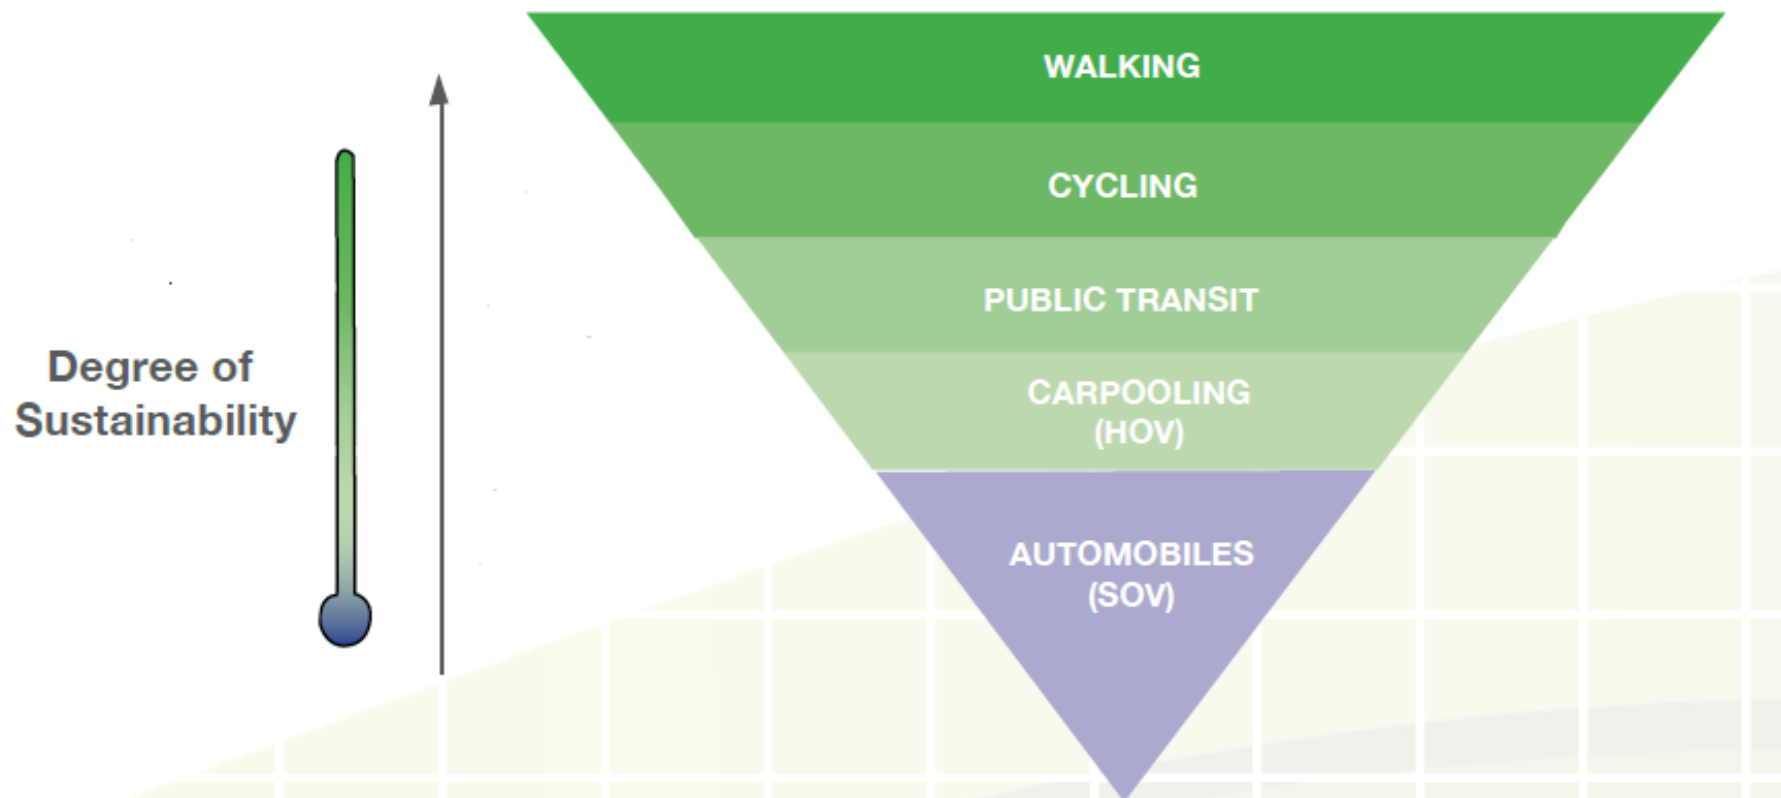 WALKING
CYCLING
PUBLIC TRANSIT
Degree of
Sustainability
CARPOOLING
(HOV)
AUTOMOBILES
(SOV)